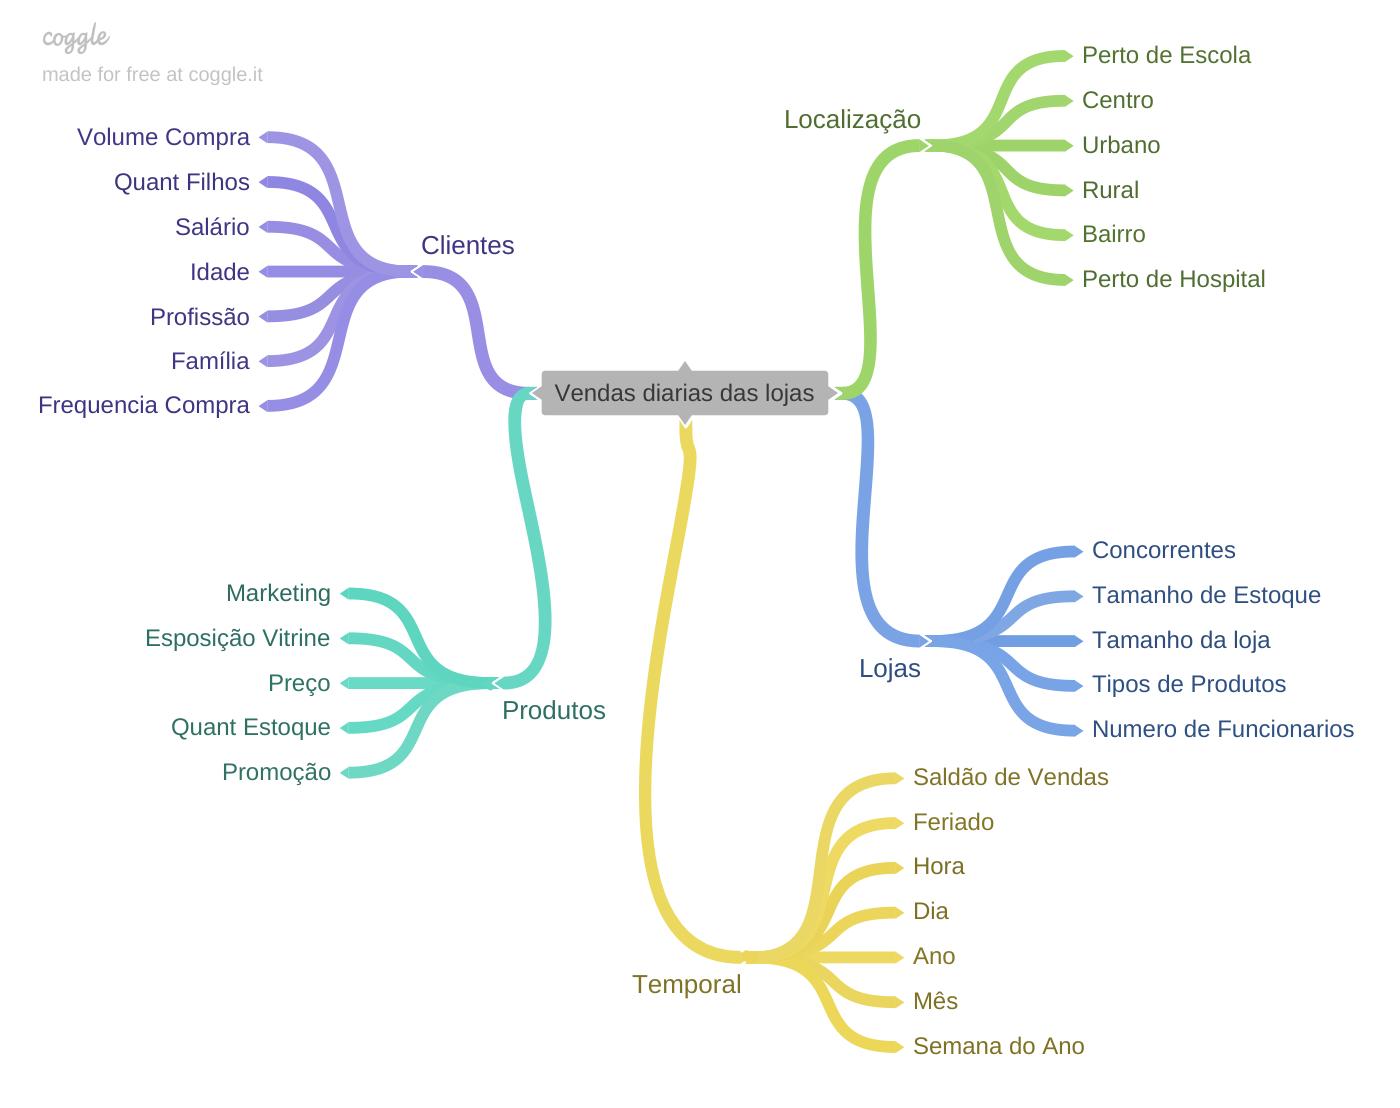 coggle
made for free at coggle.it
Volume Compra
Quant Filhos
Salário
Idade
Profissão
Família
Frequencia Compra
Clientes
Localização
Perto de Escola
Centro
Urbano
Rural
Bairro
Perto de Hospital
Vendas diarias das lojas
Marketing
Esposição Vitrine
Preço
Quant Estoque
Promoção
Produtos
Lojas
Concorrentes
Tamanho de Estoque
Tamanho da loja
Tipos de Produtos
Numero de Funcionarios
Temporal
Saldão de Vendas
Feriado
Hora
Dia
Ano
Mês
Semana do Ano